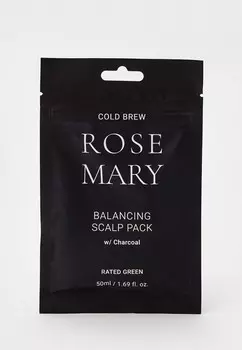 COLD BREW
ROSE
MARY
BALANCING
SCALP PACK
w/ Charcoal
RATED GREEN
50ml / 1.69 fl. oz.